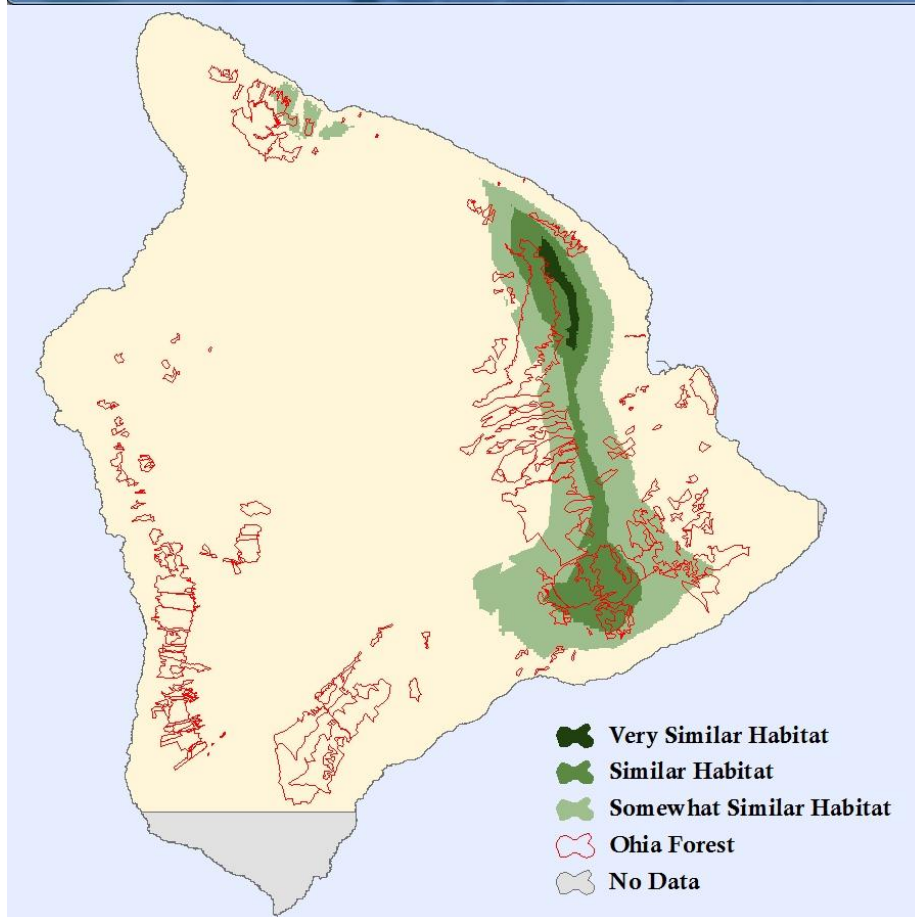 Very Similar Habitat
Similar Habitat
Somewhat Similar Habitat
Ohia Forest
No Data